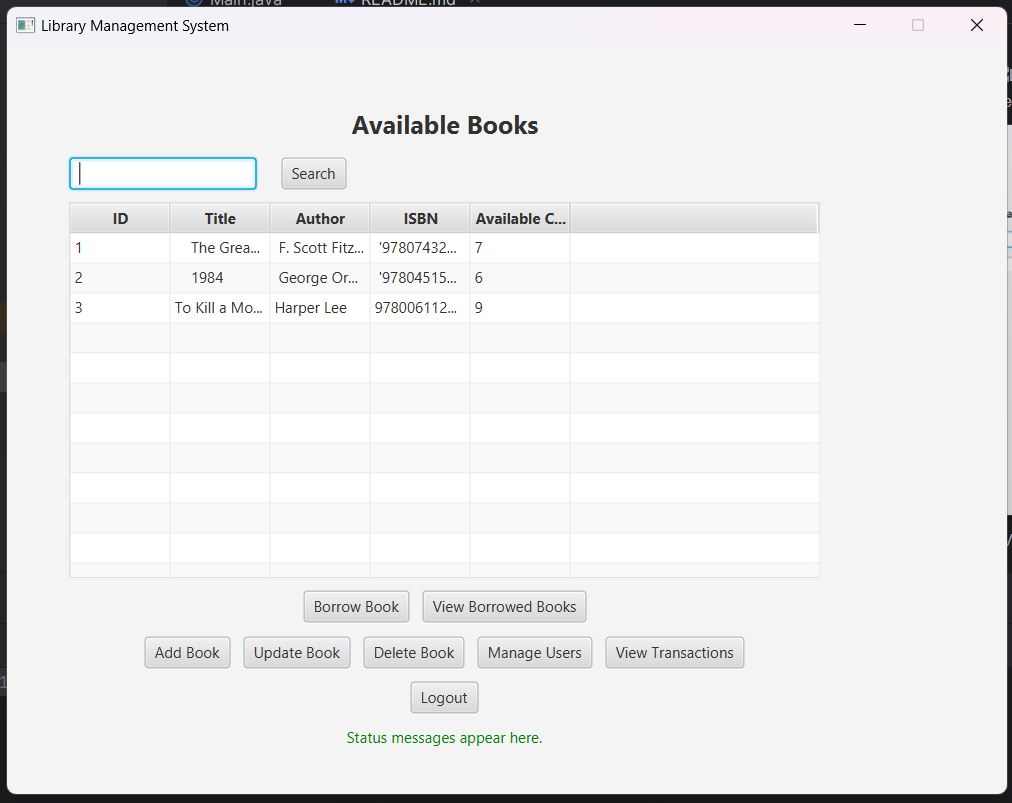 Main.java README.md
Library Management System
Available Books
Search
ID Title Author ISBN Available C...
1 The Grea... F. Scott Fitz... '97807432... 7
2 1984 George Or... '97804515... 6
3 To Kill a Mo... Harper Lee 978006112... 9
Borrow Book View Borrowed Books
Add Book Update Book Delete Book Manage Users View Transactions
Logout
Status messages appear here.